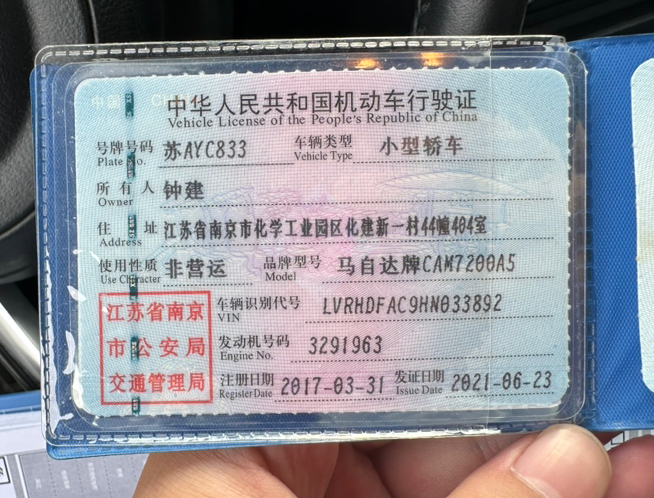 中国 CHINA
中华人民共和国机动车行驶证
Vehicle License of the People's Republic of China
号牌号码 苏AYC833 车辆类型 小型轿车
Plate No. Vehicle Type
所有人 钟建
Owner
住址 江苏省南京市化学工业园区化建新一村44幢404室
Address
使用性质 非营运 品牌型号 马自达牌CAM7200A5
Use Character Model
江苏省南京
市公安局
交通管理局
车辆识别代号 LVRHDFAC9HN033892
VIN
发动机号码 3291963
Engine No.
注册日期 2017-03-31 发证日期 2021-06-23
Register Date Issue Date